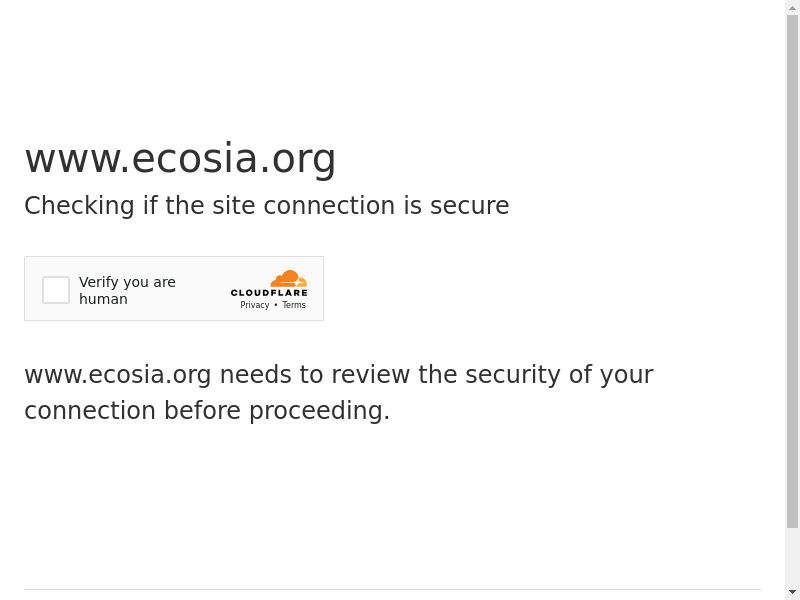 www.ecosia.org
Checking if the site connection is secure
Verify you are
human
CLOUDFLARE
Privacy • Terms
www.ecosia.org needs to review the security of your
connection before proceeding.